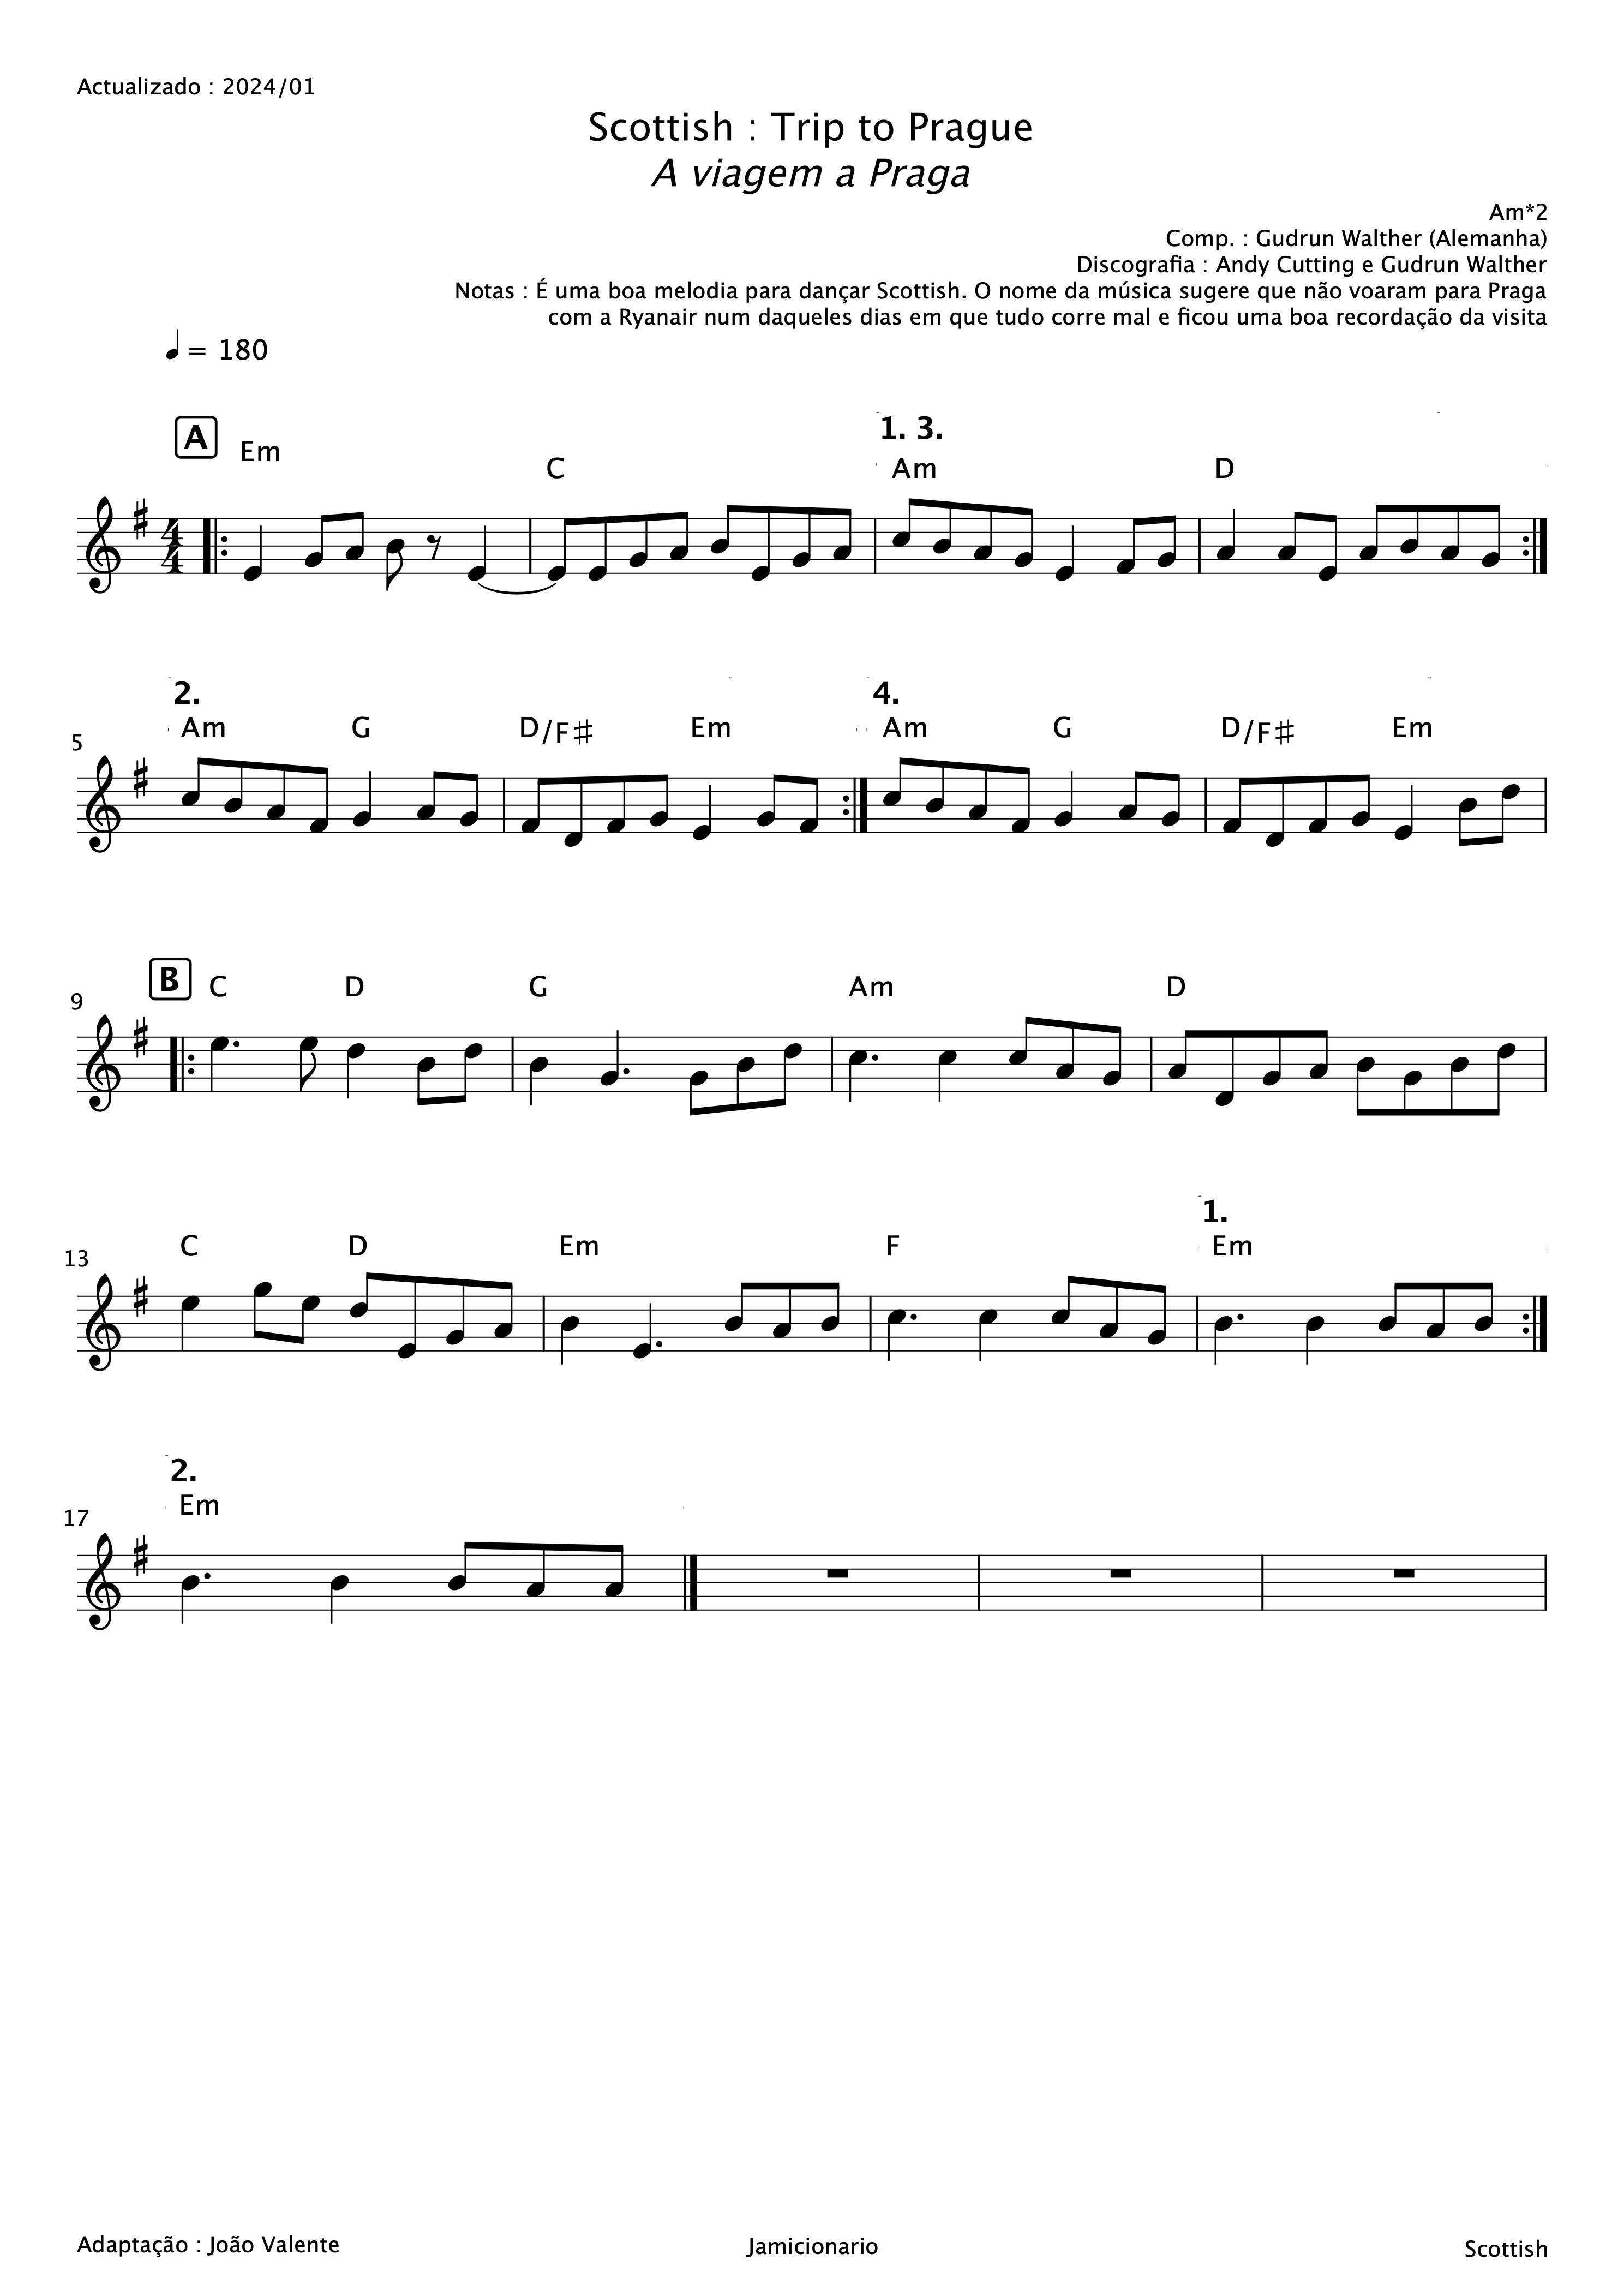 Actualizado : 2024/01
Scottish : Trip to Prague
A viagem a Praga
Am*2
Comp. : Gudrun Walther (Alemanha)
Discografia : Andy Cutting e Gudrun Walther
Notas : É uma boa melodia para dançar Scottish. O nome da música sugere que não voaram para Praga
com a Ryanair num daqueles dias em que tudo corre mal e ficou uma boa recordação da visita
= 180
A Em C 1. 3. Am D
4 4
2. 4.
Am G D/F♯ Em Am G D/F♯ Em
5
B C D G Am D
9
1.
C D Em F Em
13
2.
Em
17
Adaptação : João Valente
Jamicionario
Scottish